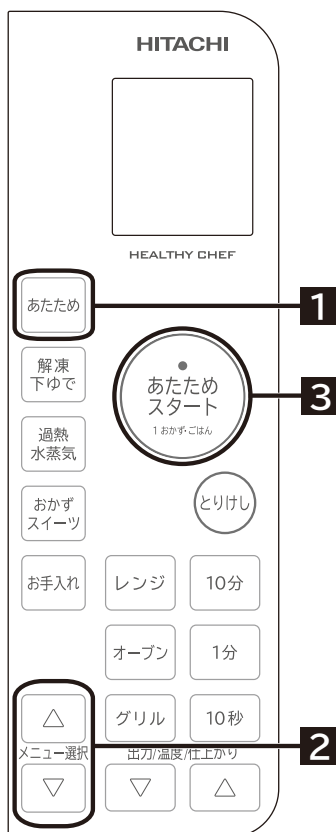 HITACHI
HEALTHY CHEF
あたため
1
解凍
下ゆで
あたため
スタート
1 おかず・ごはん
3
過熱
水蒸気
おかず
スイーツ
とりけし
お手入れ
レンジ
10分
オーブン
1分
グリル
10秒
メニュー選択
出力/温度/仕上がり
2